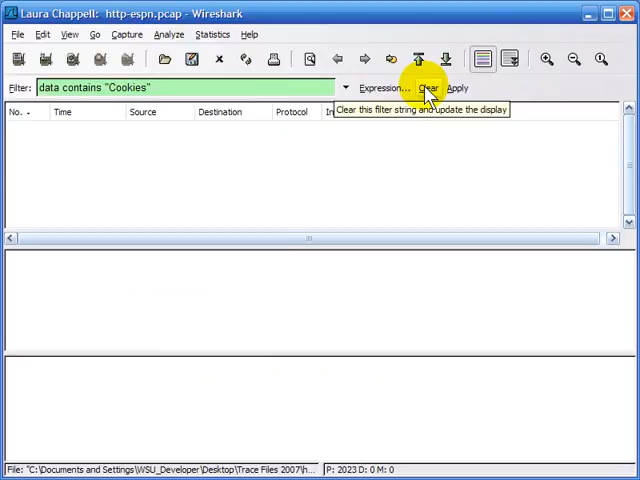 Laura Chappell: http-espn.pcap - Wireshark
File Edit View Go Capture Analyze Statistics Help
Filter: data contains "Cookies" Expression... Clear Apply
Clear this filter string and update the display
No. Time Source Destination Protocol In
File: "C:\Documents and Settings\WSU_Developer\Desktop\Trace Files 2007\h... P: 2023 D: 0 M: 0